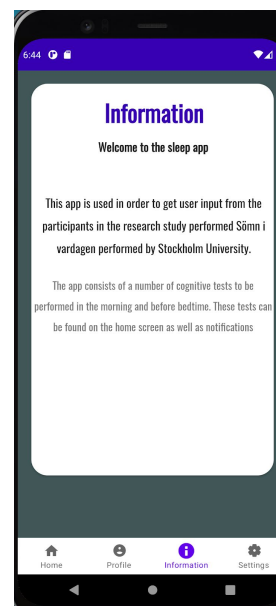 6:44
Information
Welcome to the sleep app
This app is used in order to get user input from the
participants in the research study performed Sömn i
vardagen performed by Stockholm University.
The app consists of a number of cognitive tests to be
performed in the morning and before bedtime. These tests can
be found on the home screen as well as notifications
Home Profile Information Settings